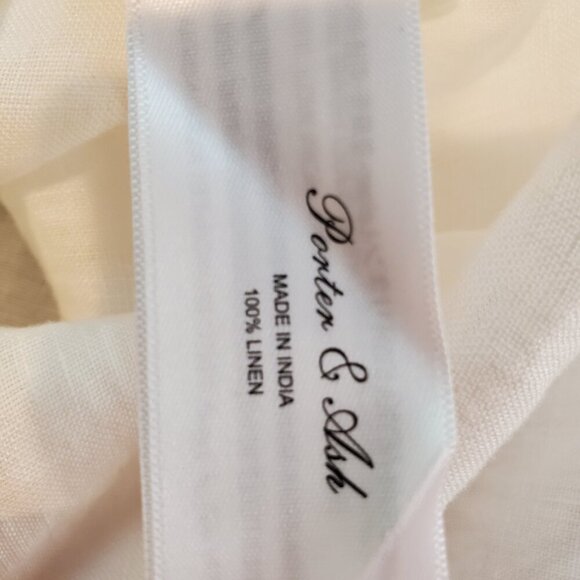 Porter & Ash
MADE IN INDIA
100% LINEN